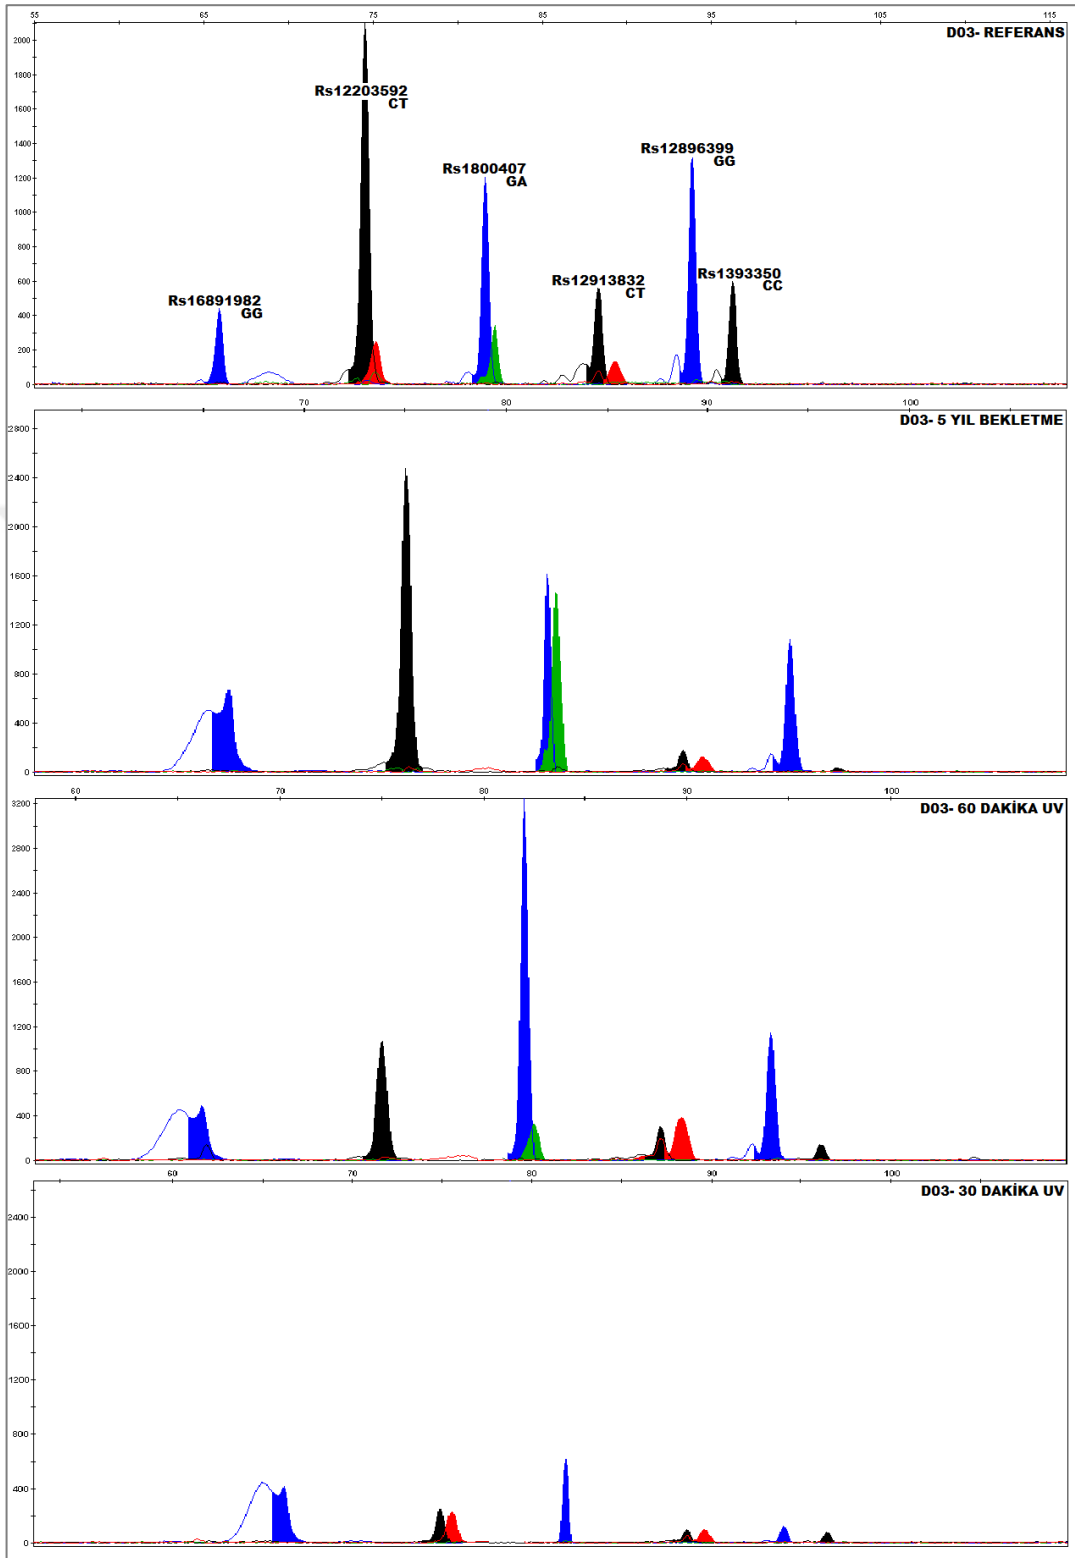 55 65 75 85 95 105 115
D03- REFERANS
2000
1800
1600
1400
1200
1000
800
600
400
200
0
Rs12203592
CT
Rs12896399
GG
Rs1800407
GA
Rs12913832
CT
Rs1393350
CC
Rs16891982
GG
70 80 90 100
D03- 5 YIL BEKLETME
2800
2400
2000
1600
1200
800
400
0
60 70 80 90 100
D03- 60 DAKİKA UV
3200
2800
2400
2000
1600
1200
800
400
0
60 70 80 90 100
D03- 30 DAKİKA UV
2400
2000
1600
1200
800
400
0